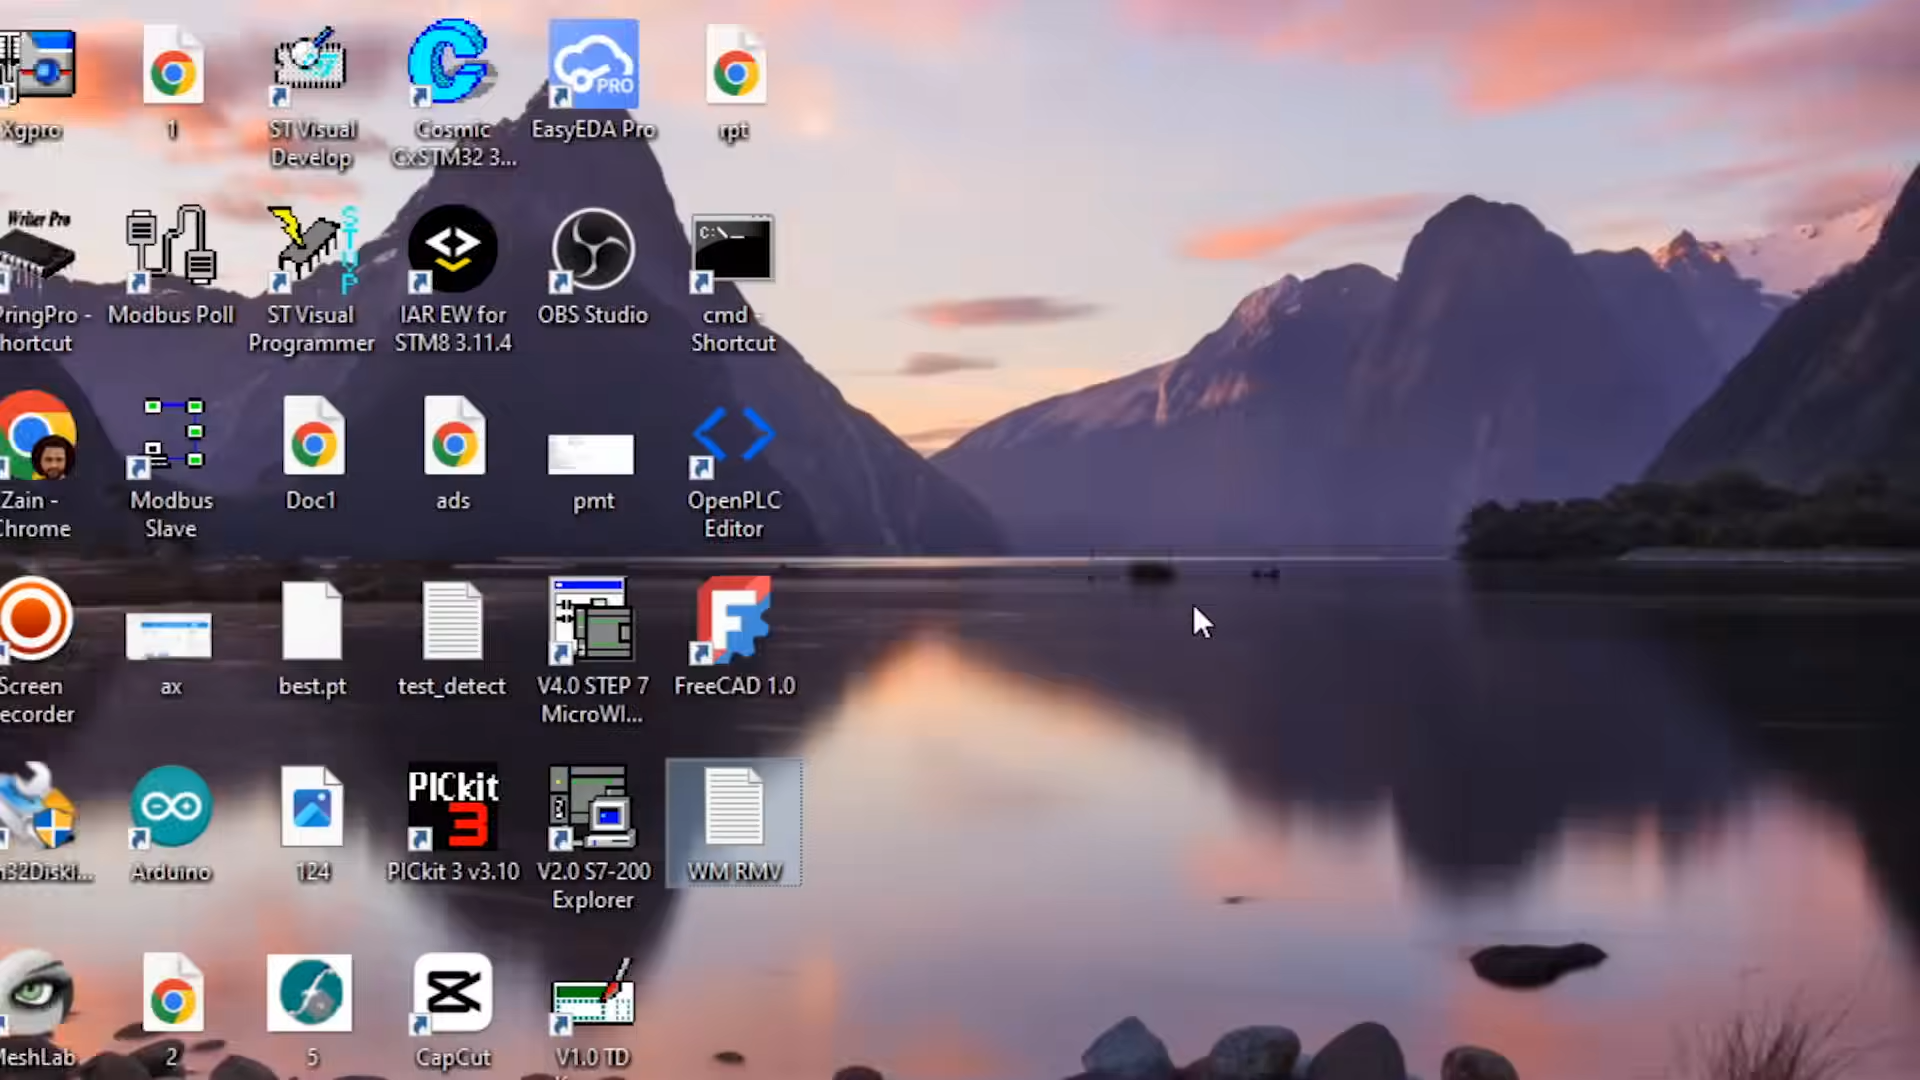 PRO
Xgpro
1
ST Visual
Develop
Cosmic
CxSTM32 3...
EasyEDA Pro
rpt
Writer Pro
STVP
C:\_
PringPro -
hortcut
Modbus Poll
ST Visual
Programmer
IAR EW for
STM8 3.11.4
OBS Studio
cmd -
Shortcut
Zain -
Chrome
Modbus
Slave
Doc1
ads
pmt
OpenPLC
Editor
Screen
ecorder
ax
best.pt
test_detect
V4.0 STEP 7
MicroWI...
FreeCAD 1.0
PICkit
3
n32DiskI...
Arduino
124
PICkit 3 v3.10
V2.0 S7-200
Explorer
WM RMV
MeshLab
2
5
CapCut
V1.0 TD